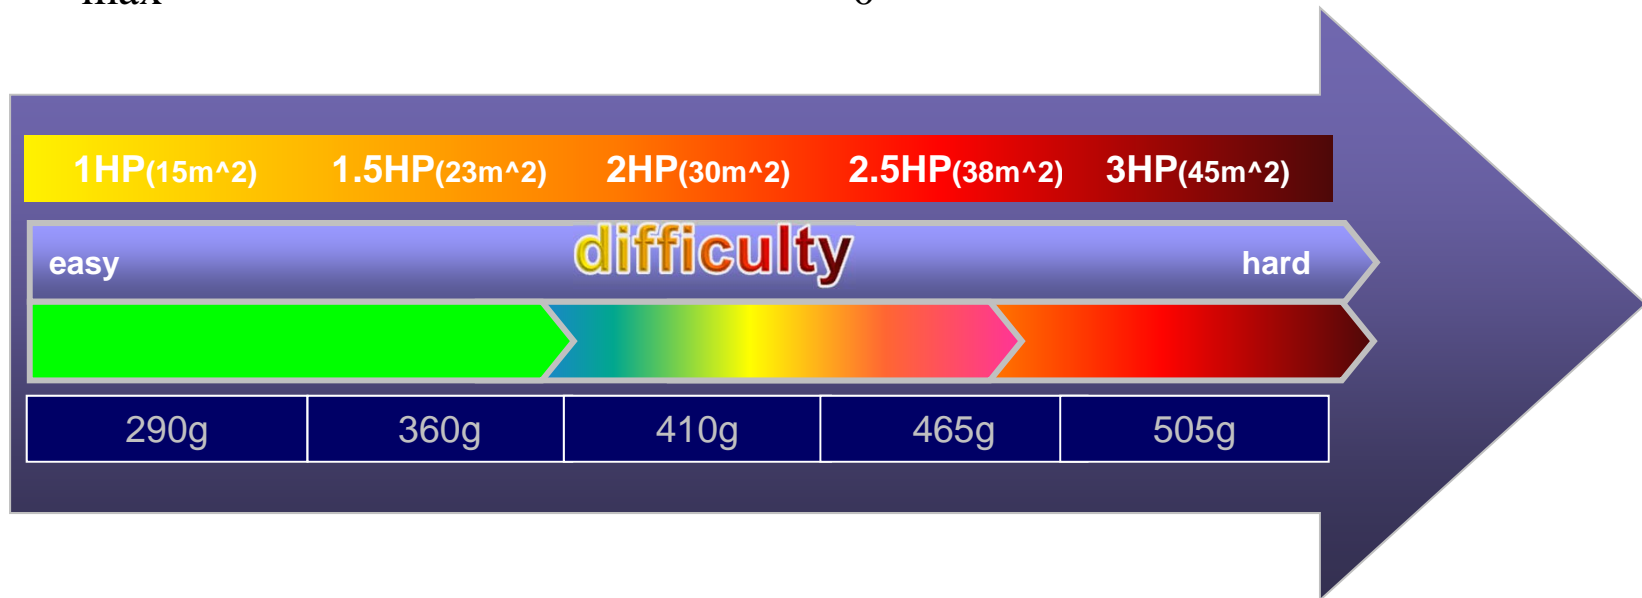 max
1HP(15m^2) 1.5HP(23m^2) 2HP(30m^2) 2.5HP(38m^2) 3HP(45m^2)
easy difficulty hard
290g 360g 410g 465g 505g